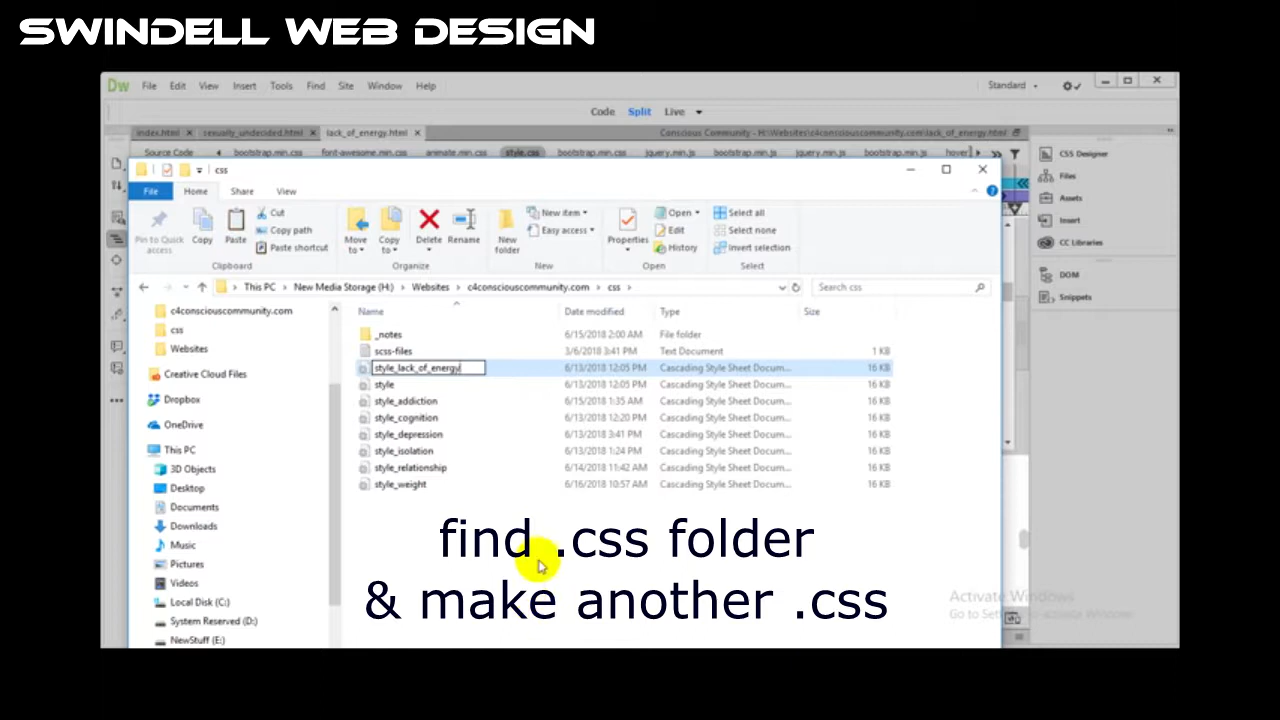 SWINDELL WEB DESIGN
Dw File Edit View Insert Tools Find Site Window Help Standard
Code Split Live
index.html sexually_undecided.html lack_of_energy.html Conscious Community - H:\Websites\c4consciouscommunity.com\lack_of_energy.html
Source Code bootstrap.min.css font-awesome.min.css animate.min.css style.css bootstrap.min.js jquery.min.js bootstrap.min.js jquery.min.js bootstrap.min.js hover
CSS Designer
Files
Assets
Insert
CC Libraries
DOM
Snippets
css
File Home Share View
Pin to Quick access
Copy
Paste
Cut
Copy path
Paste shortcut
Move to
Copy to
Delete
Rename
New folder
New item
Easy access
Properties
Open
Edit
History
Select all
Select none
Invert selection
Clipboard Organize New Open Select
This PC New Media Storage (H:) Websites c4consciouscommunity.com css Search css
Name Date modified Type Size
c4consciouscommunity.com
css
Websites
Creative Cloud Files
Dropbox
OneDrive
This PC
3D Objects
Desktop
Documents
Downloads
Music
Pictures
Videos
Local Disk (C:)
System Reserved (D:)
NewStuff (E:)
_notes 6/15/2018 2:00 AM File folder
scss-files 3/6/2018 3:41 PM Text Document 1 KB
style_lack_of_energy 6/13/2018 12:05 PM Cascading Style Sheet Docum... 16 KB
style 6/13/2018 12:05 PM Cascading Style Sheet Docum... 16 KB
style_addiction 6/15/2018 1:35 AM Cascading Style Sheet Docum... 16 KB
style_cognition 6/13/2018 12:20 PM Cascading Style Sheet Docum... 16 KB
style_depression 6/13/2018 3:41 PM Cascading Style Sheet Docum... 16 KB
style_isolation 6/13/2018 1:24 PM Cascading Style Sheet Docum... 16 KB
style_relationship 6/14/2018 11:42 AM Cascading Style Sheet Docum... 16 KB
style_weight 6/16/2018 10:57 AM Cascading Style Sheet Docum... 16 KB
find .css folder
& make another .css
Activate Windows